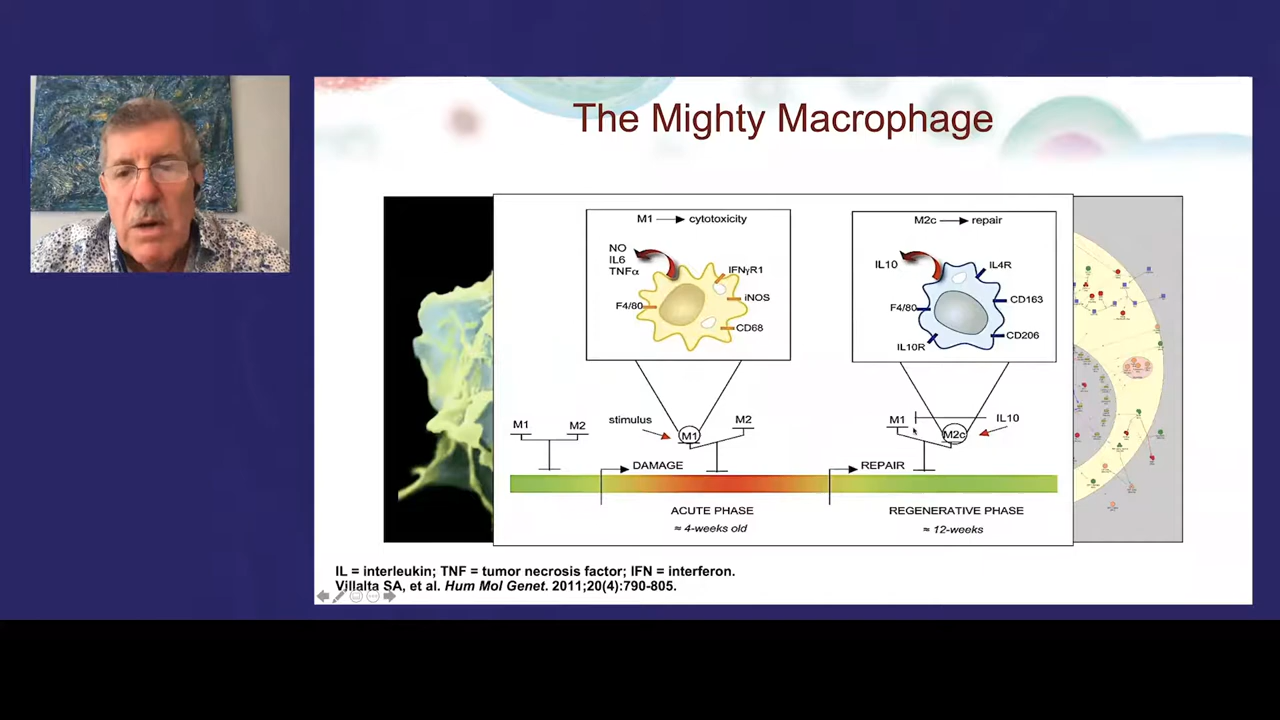 The Mighty Macrophage
M1 → cytotoxicity
NO
IL6
TNFα
IFNγR1
iNOS
F4/80
CD68
M2c → repair
IL10
IL4R
CD163
F4/80
CD206
IL10R
M1
M2
stimulus
M1
M2
M1
M2c
IL10
DAMAGE
REPAIR
ACUTE PHASE
≈ 4-weeks old
REGENERATIVE PHASE
≈ 12-weeks
IL = interleukin; TNF = tumor necrosis factor; IFN = interferon.
Villalta SA, et al. Hum Mol Genet. 2011;20(4):790-805.